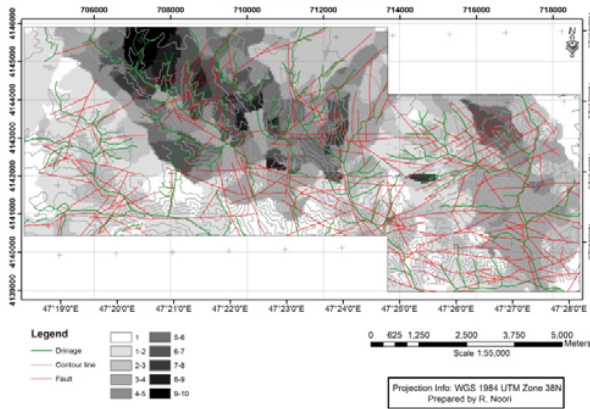 706000 708000 710000 712000 714000 716000 718000
4146000
4144000
4143000
4142000
4141000
4140000
4139000
47°19'0"E 47°20'0"E 47°21'0"E 47°22'0"E 47°23'0"E 47°24'0"E 47°25'0"E 47°26'0"E 47°27'0"E 47°28'0"E
Legend
Drinage
Contour line
Fault
1
1-2
2-3
3-4
4-5
5-6
6-7
7-8
8-9
9-10
0 625 1,250 2,500 3,750 5,000
Meters
Scale 1:55,000
Projection Info: WGS 1984 UTM Zone 38N
Prepared by R. Noori